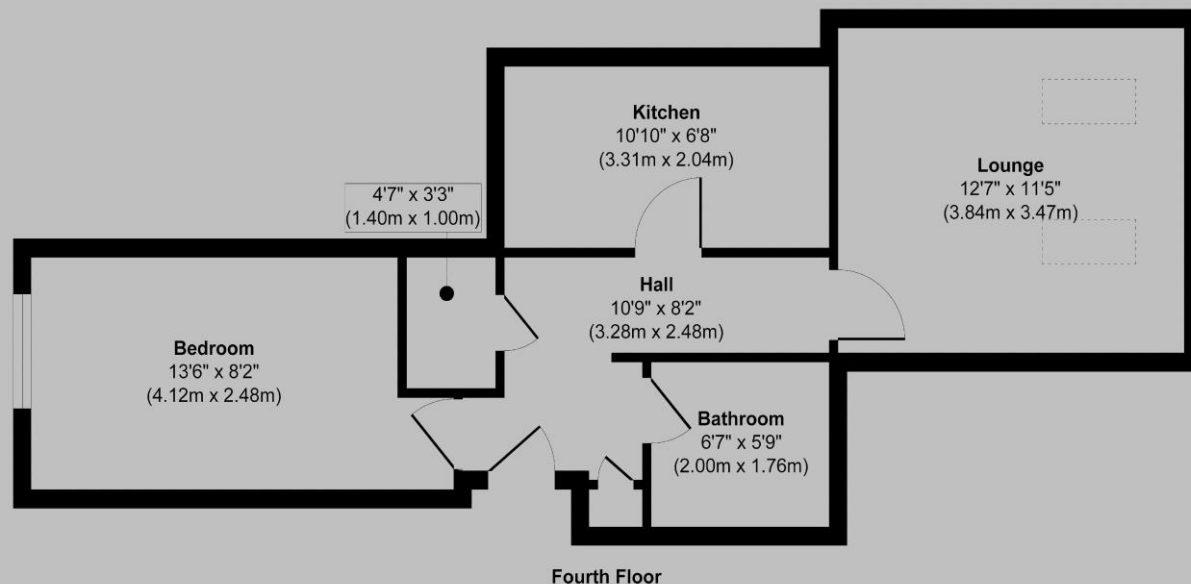 Kitchen
10'10" x 6'8"
(3.31m x 2.04m)
Lounge
12'7" x 11'5"
(3.84m x 3.47m)
4'7" x 3'3"
(1.40m x 1.00m)
Hall
10'9" x 8'2"
(3.28m x 2.48m)
Bedroom
13'6" x 8'2"
(4.12m x 2.48m)
Bathroom
6'7" x 5'9"
(2.00m x 1.76m)
Fourth Floor